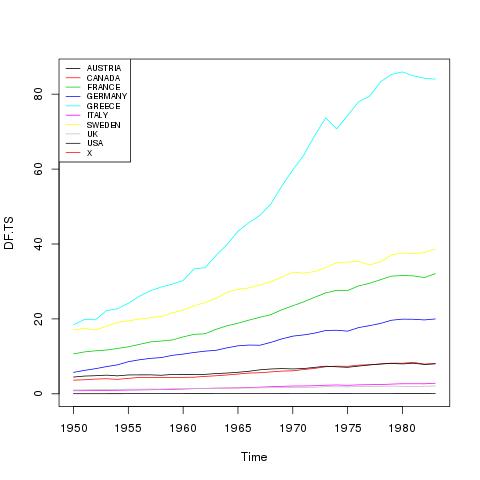 AUSTRIA
CANADA
FRANCE
GERMANY
GREECE
ITALY
SWEDEN
UK
USA
X
80
60
40
20
0
DF.TS
1950 1955 1960 1965 1970 1975 1980
Time